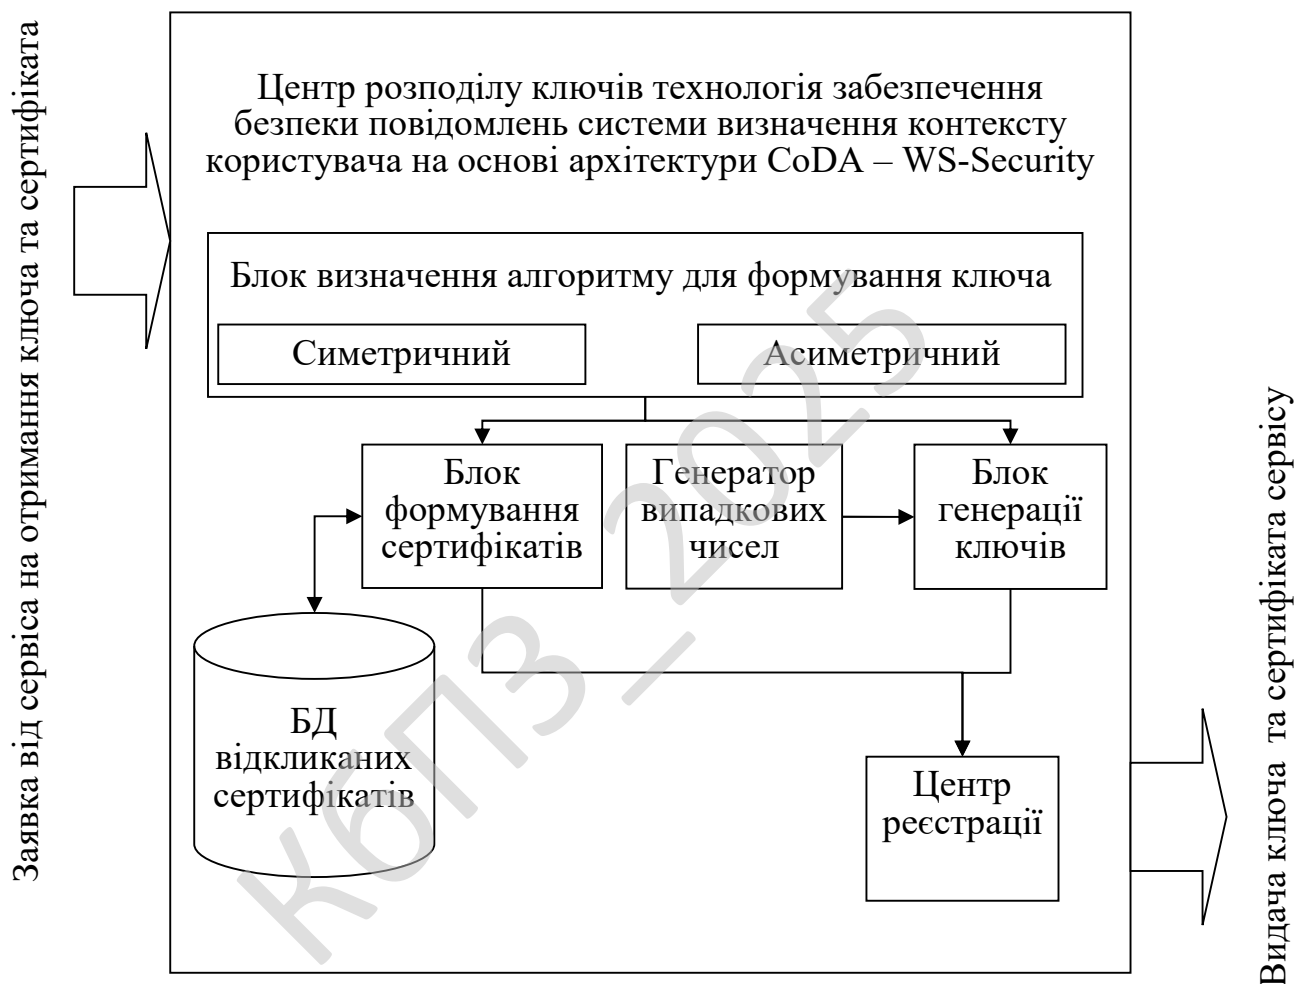 Заявка від сервіса на отримання ключа та сертифіката
Центр розподілу ключів технологія забезпечення
безпеки повідомлень системи визначення контексту
користувача на основі архітектури CoDA – WS-Security
Блок визначення алгоритму для формування ключа
Симетричний
Асиметричний
Блок
формування
сертифікатів
Генератор
випадкових
чисел
Блок
генерації
ключів
БД
відкликаних
сертифікатів
Центр
реєстрації
Видача ключа та сертифіката сервісу
КбПЗ_2025